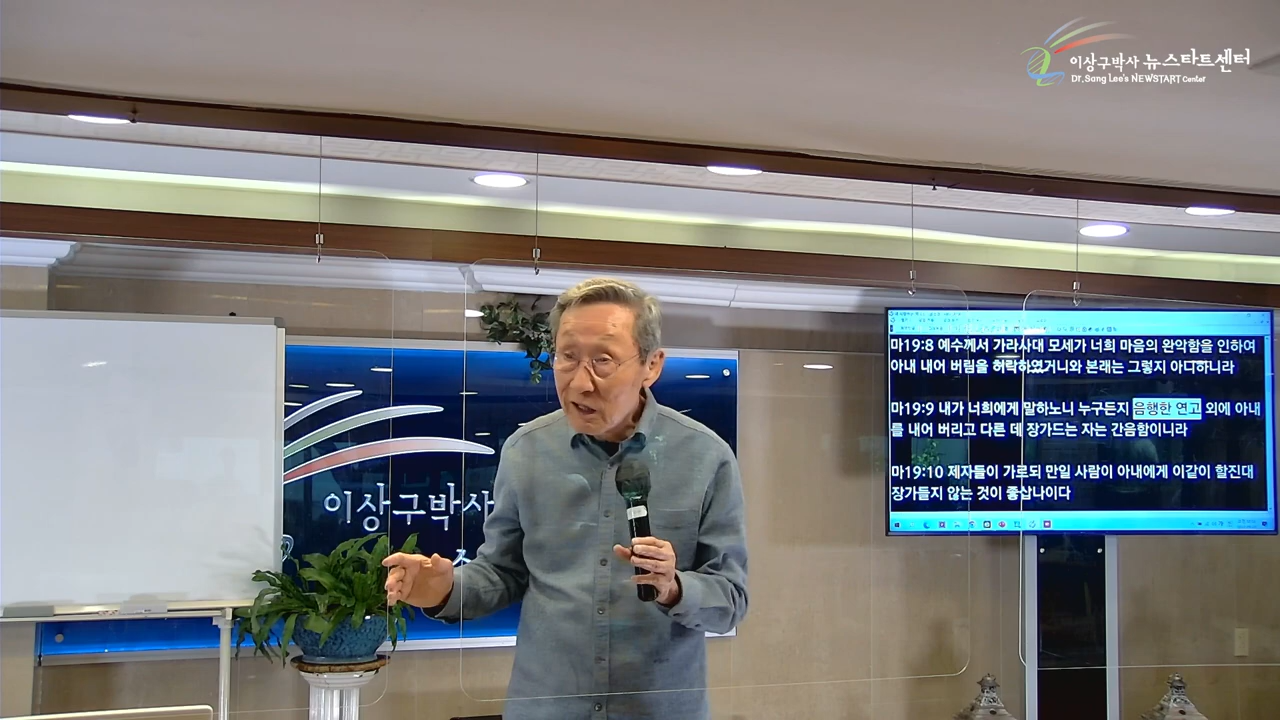 이상구박사 뉴스타트센터
Dr. Sang Lee's NEWSTART Center
이상구박사
마19:8 예수께서 가라사대 모세가 너희 마음의 완악함을 인하여
아내 내어 버림을 허락하였거니와 본래는 그렇지 아니하니라
마19:9 내가 너희에게 말하노니 누구든지 음행한 연고 외에 아내
를 내어 버리고 다른 데 장가드는 자는 간음함이니라
마19:10 제자들이 가로되 만일 사람이 아내에게 이같이 할진대
장가들지 않는 것이 좋삽나이다